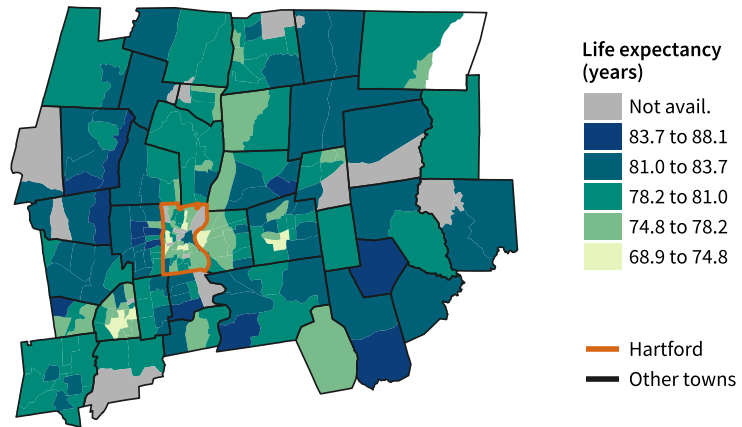 Life expectancy
(years)
Not avail.
83.7 to 88.1
81.0 to 83.7
78.2 to 81.0
74.8 to 78.2
68.9 to 74.8
Hartford
Other towns